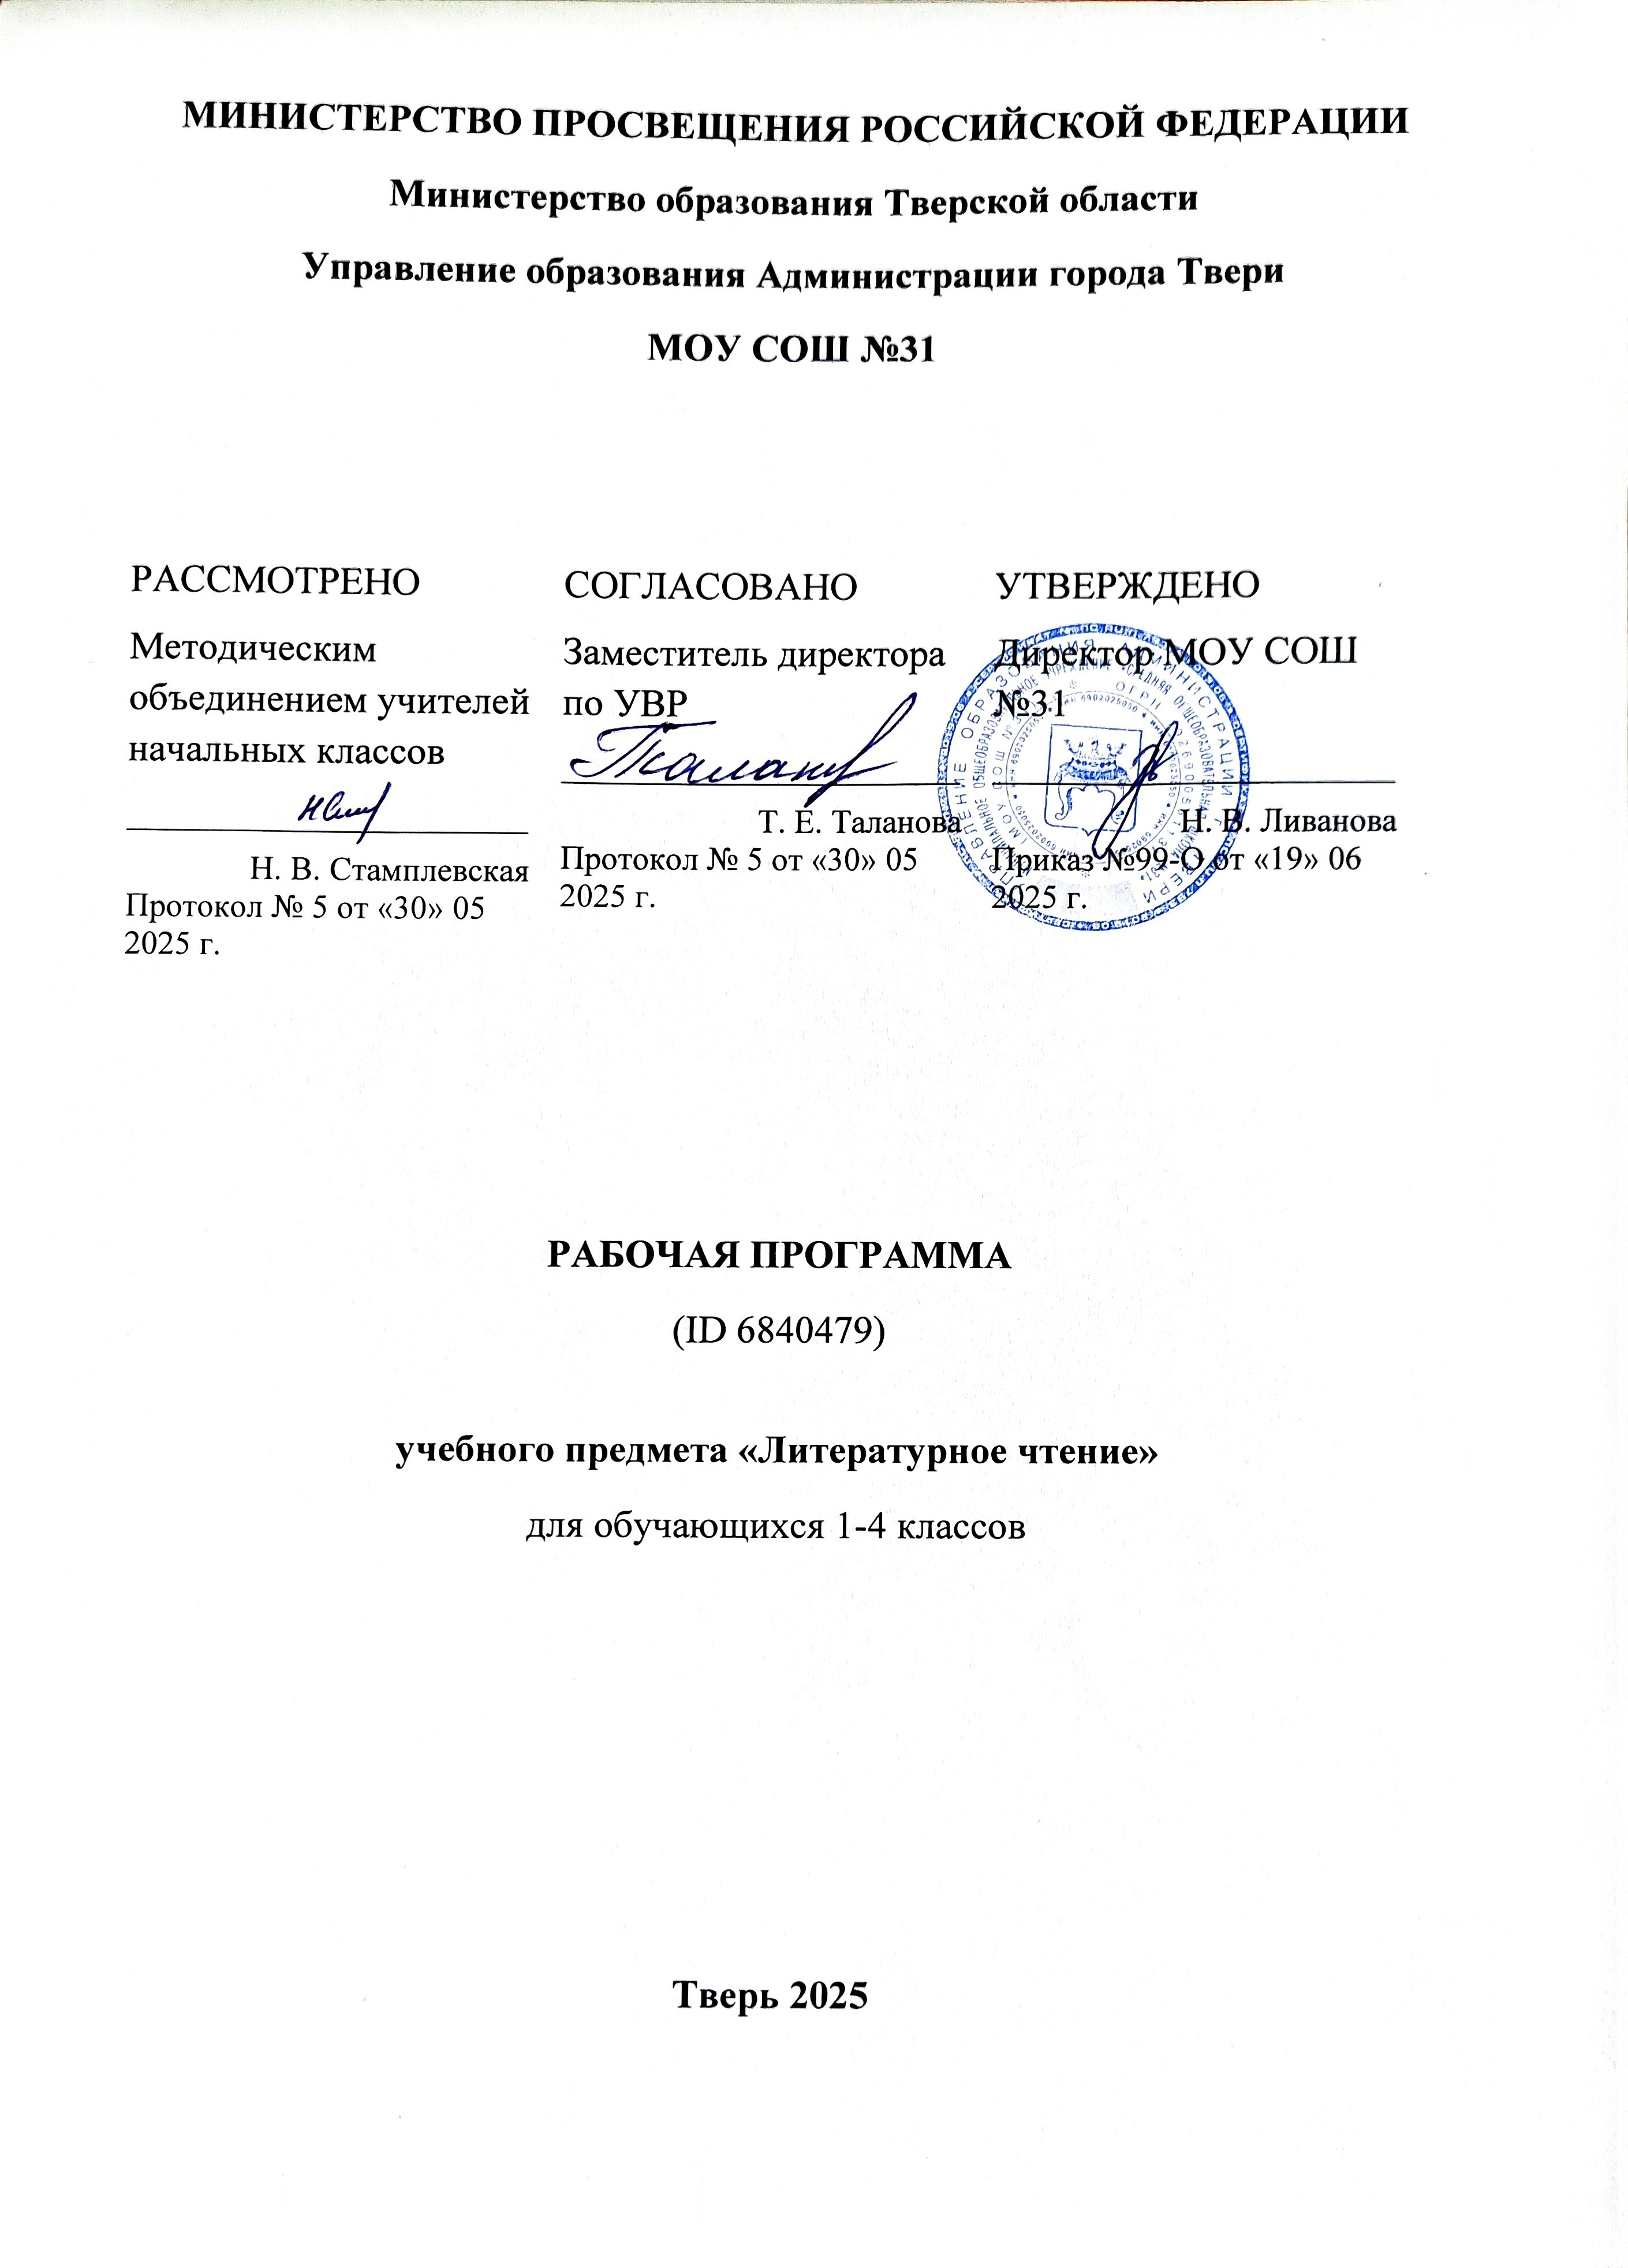 МИНИСТЕРСТВО ПРОСВЕЩЕНИЯ РОССИЙСКОЙ ФЕДЕРАЦИИ
Министерство образования Тверской области
Управление образования Администрации города Твери
МОУ СОШ №31
РАССМОТРЕНО
Методическим
объединением учителей
начальных классов
Н. В. Стамплевская
Протокол № 5 от «30» 05
2025 г.
СОГЛАСОВАНО
Заместитель директора
по УВР
Т. Е. Таланова
Протокол № 5 от «30» 05
2025 г.
УТВЕРЖДЕНО
Директор МОУ СОШ
№31
Н. В. Ливанова
Приказ №99-О от «19» 06
2025 г.
РАБОЧАЯ ПРОГРАММА
(ID 6840479)
учебного предмета «Литературное чтение»
для обучающихся 1-4 классов
Тверь 2025